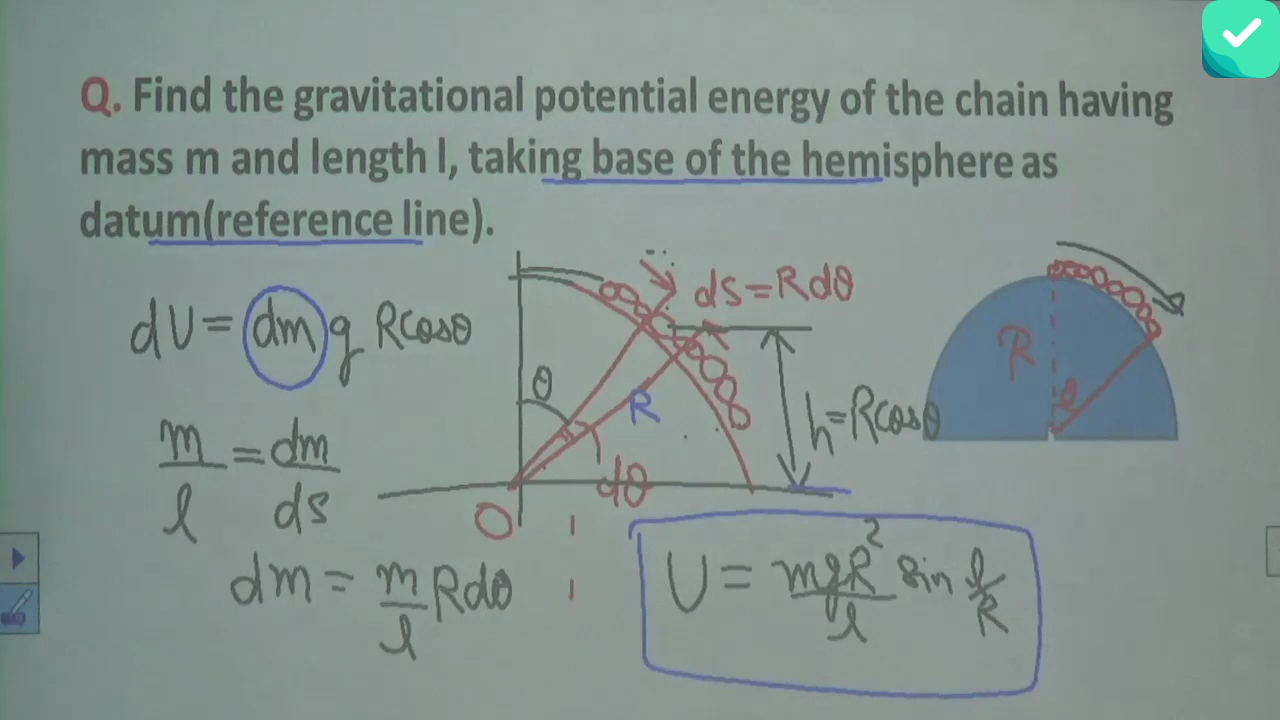 Q. Find the gravitational potential energy of the chain having
mass m and length l, taking base of the hemisphere as
datum(reference line).
dU = dm g Rcosθ
m/l = dm/ds
dm = m/l Rdθ
ds = Rdθ
θ
R
dθ
h = Rcosθ
O
R
θ
U = mgR²/l sin l/R